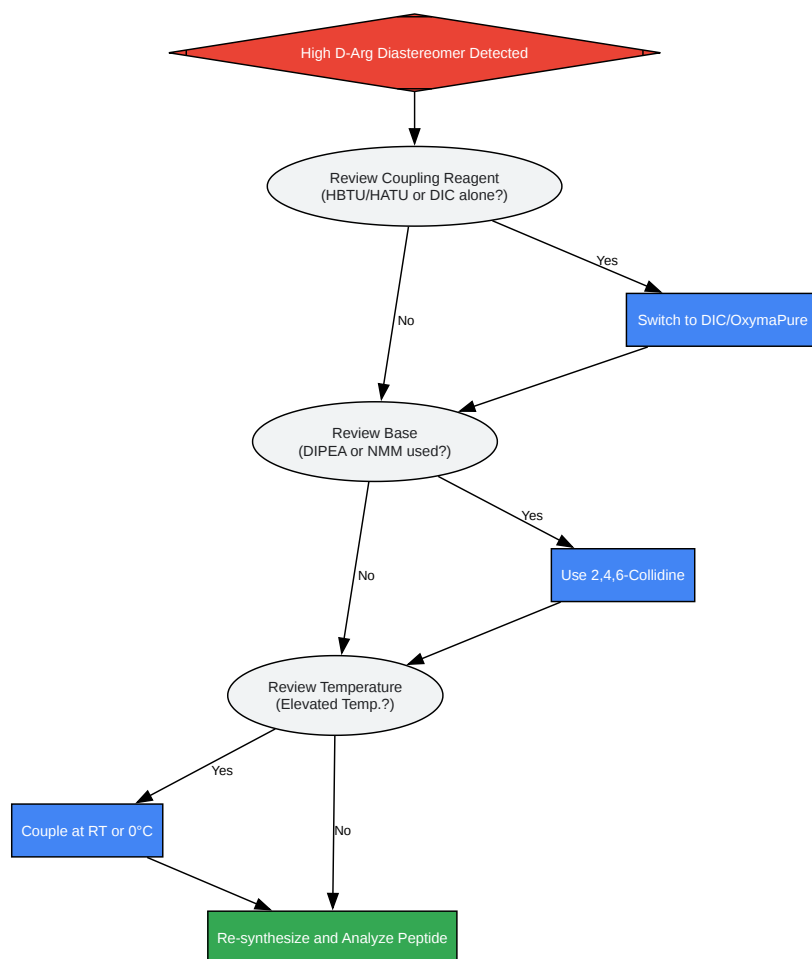 High D-Arg Diastereomer Detected
Review Coupling Reagent
(HBTU/HATU or DIC alone?)
Yes
Switch to DIC/OxymaPure
No
Review Base
(DIPEA or NMM used?)
Yes
Use 2,4,6-Collidine
No
Review Temperature
(Elevated Temp.?)
Yes
Couple at RT or 0°C
No
Re-synthesize and Analyze Peptide